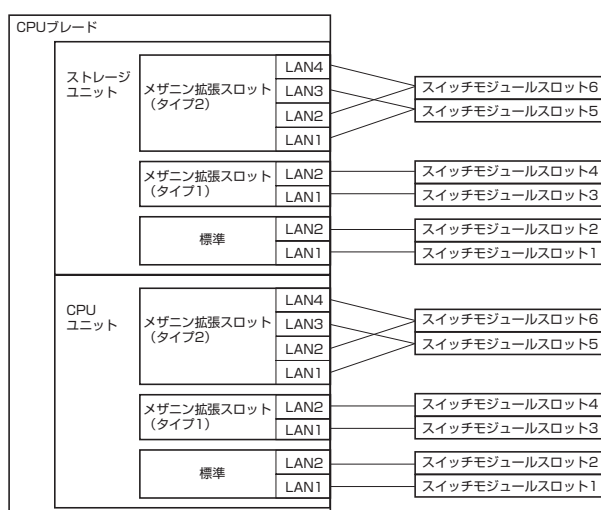 CPUブレード
ストレージ
ユニット
メザニン拡張スロット
（タイプ2）
LAN4
LAN3
LAN2
LAN1
スイッチモジュールスロット6
スイッチモジュールスロット5
メザニン拡張スロット
（タイプ1）
LAN2
LAN1
スイッチモジュールスロット4
スイッチモジュールスロット3
標準
LAN2
LAN1
スイッチモジュールスロット2
スイッチモジュールスロット1
CPU
ユニット
メザニン拡張スロット
（タイプ2）
LAN4
LAN3
LAN2
LAN1
スイッチモジュールスロット6
スイッチモジュールスロット5
メザニン拡張スロット
（タイプ1）
LAN2
LAN1
スイッチモジュールスロット4
スイッチモジュールスロット3
標準
LAN2
LAN1
スイッチモジュールスロット2
スイッチモジュールスロット1